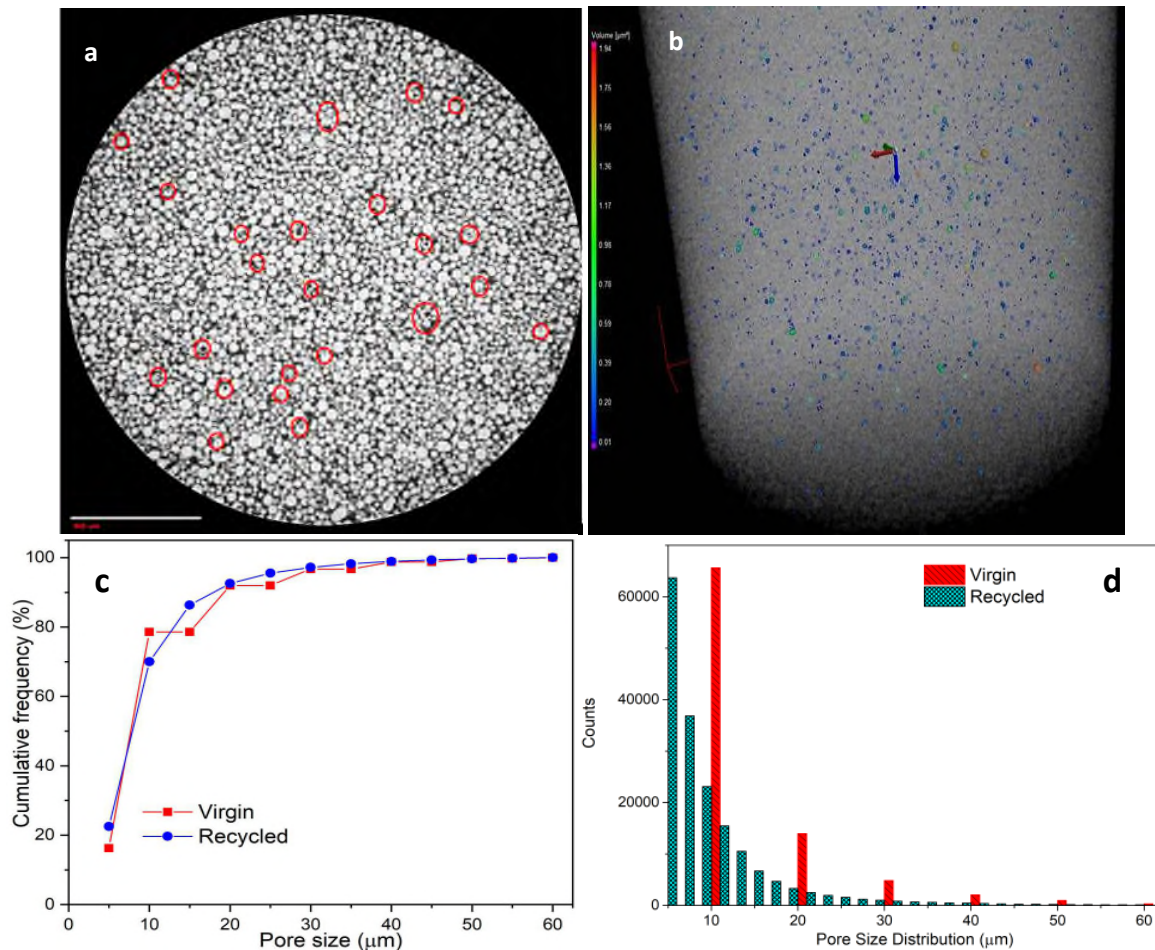 a
b
Volume [μm³]
1.94
1.75
1.56
1.36
1.17
0.98
0.78
0.59
0.39
0.20
0.01
c
100
80
60
40
20
0
Cumulative frequency (%)
Virgin
Recycled
0 10 20 30 40 50 60
Pore size (μm)
d
Virgin
Recycled
60000
40000
20000
0
Counts
10 20 30 40 50 60
Pore Size Distribution (μm)